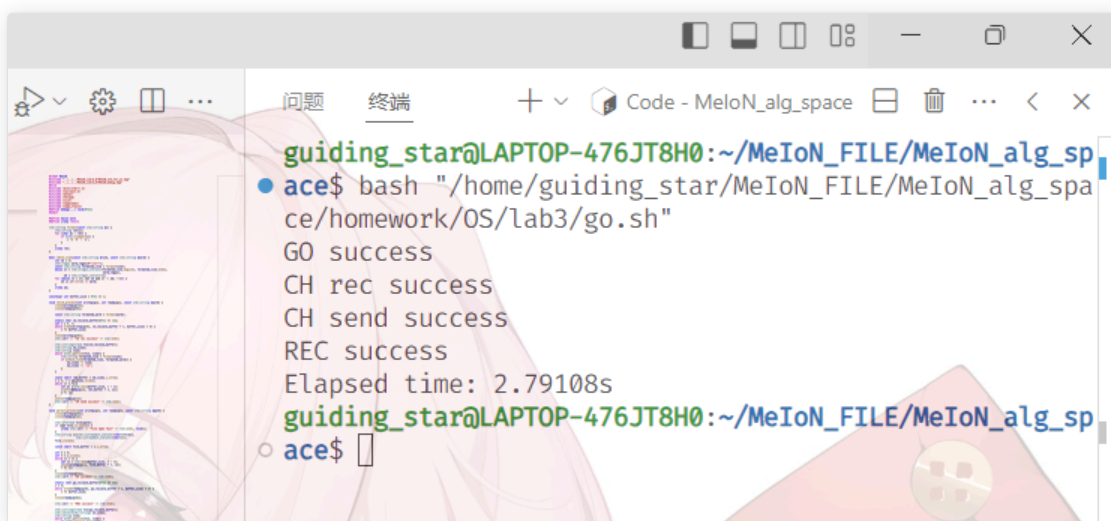 问题 终端 Code - MeIoN_alg_space
guiding_star@LAPTOP-476JT8H0:~/MeIoN_FILE/MeIoN_alg_sp
ace$ bash "/home/guiding_star/MeIoN_FILE/MeIoN_alg_spa
ce/homework/OS/lab3/go.sh"
GO success
CH rec success
CH send success
REC success
Elapsed time: 2.79108s
guiding_star@LAPTOP-476JT8H0:~/MeIoN_FILE/MeIoN_alg_sp
ace$